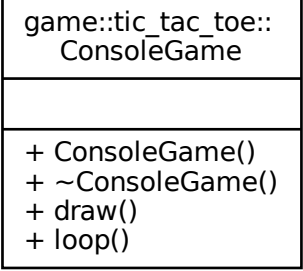 game::tic_tac_toe::
ConsoleGame
+ ConsoleGame()
+ ~ConsoleGame()
+ draw()
+ loop()